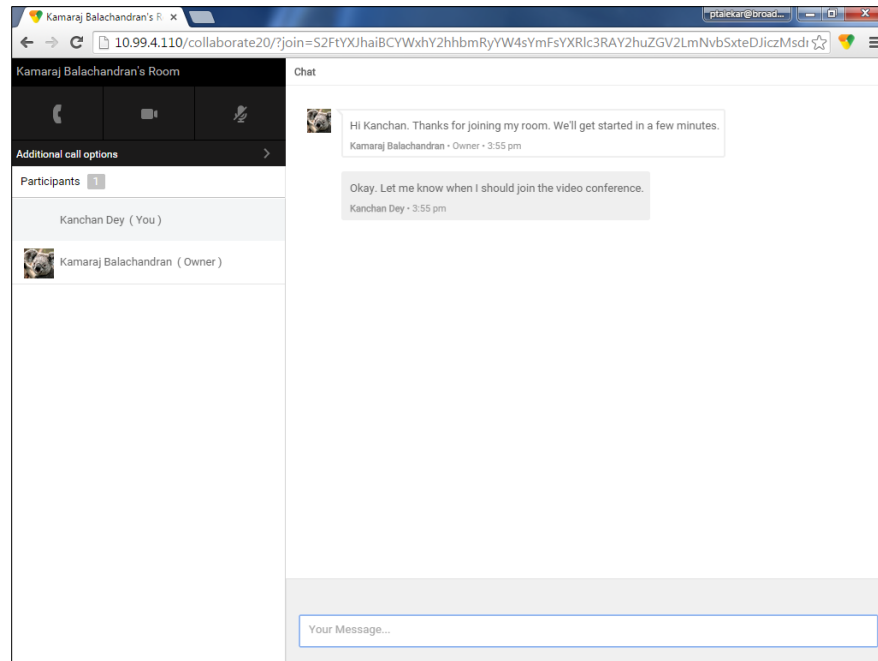 Kamaraj Balachandran's R
ptalekar@broad...
10.99.4.110/collaborate20/?join=S2FtYXJhaiBCYWxhY2hhbmRyYW4sYmFsYXRlc3RAY2huZGV2LmNvbSxteDJiczMsdi
Kamaraj Balachandran's Room
Chat
Hi Kanchan. Thanks for joining my room. We'll get started in a few minutes.
Kamaraj Balachandran • Owner • 3:55 pm
Additional call options
Participants 1
Okay. Let me know when I should join the video conference.
Kanchan Dey • 3:55 pm
Kanchan Dey ( You )
Kamaraj Balachandran ( Owner )
Your Message...